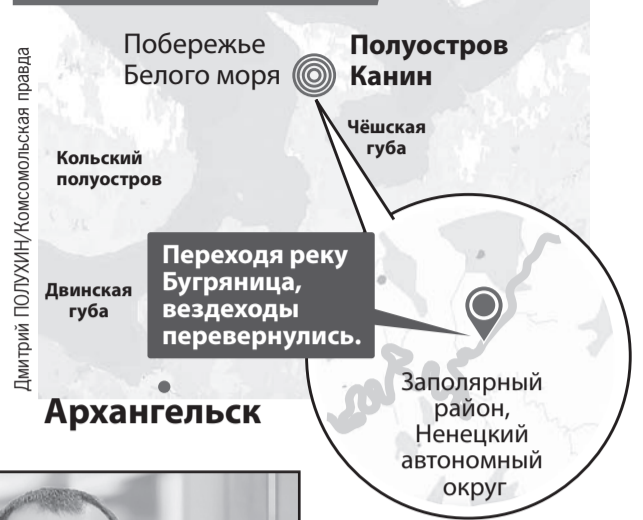 Побережье
Белого моря
Полуостров
Канин
Чёшская
губа
Кольский
полуостров
Двинская
губа
Переходя реку
Бугряница,
вездеходы
перевернулись.
Архангельск
Заполярный
район,
Ненецкий
автономный
округ
Дмитрий ПОЛУХИН/Комсомольская правда